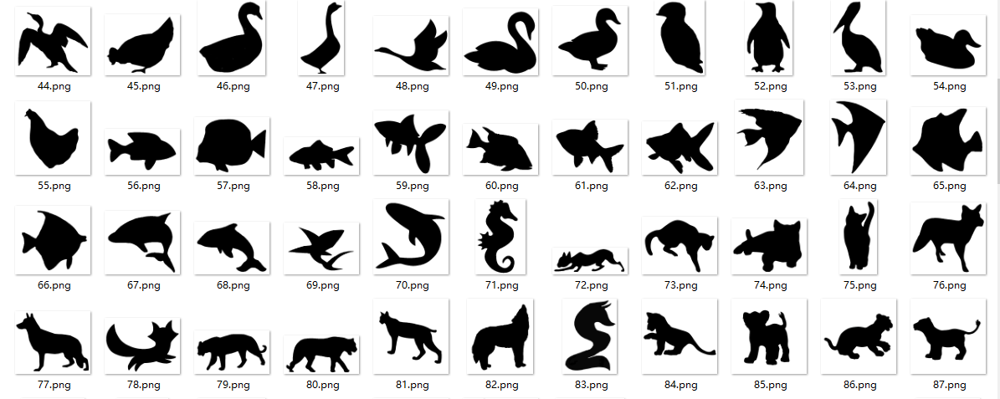 44.png 45.png 46.png 47.png 48.png 49.png 50.png 51.png 52.png 53.png 54.png
55.png 56.png 57.png 58.png 59.png 60.png 61.png 62.png 63.png 64.png 65.png
66.png 67.png 68.png 69.png 70.png 71.png 72.png 73.png 74.png 75.png 76.png
77.png 78.png 79.png 80.png 81.png 82.png 83.png 84.png 85.png 86.png 87.png